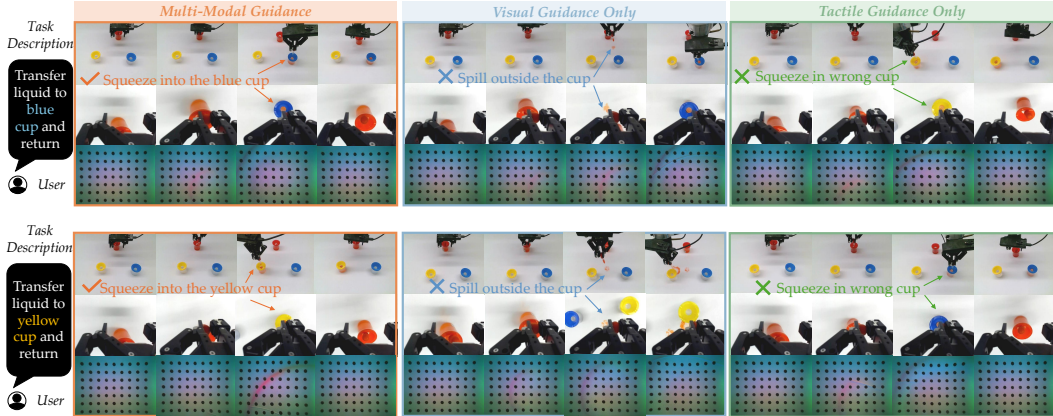 Multi-Modal Guidance
Visual Guidance Only
Tactile Guidance Only
Task
Description
Transfer
liquid to
blue
cup and
return
User
Squeeze into the blue cup
Spill outside the cup
Squeeze in wrong cup
Task
Description
Transfer
liquid to
yellow
cup and
return
User
Squeeze into the yellow cup
Spill outside the cup
Squeeze in wrong cup